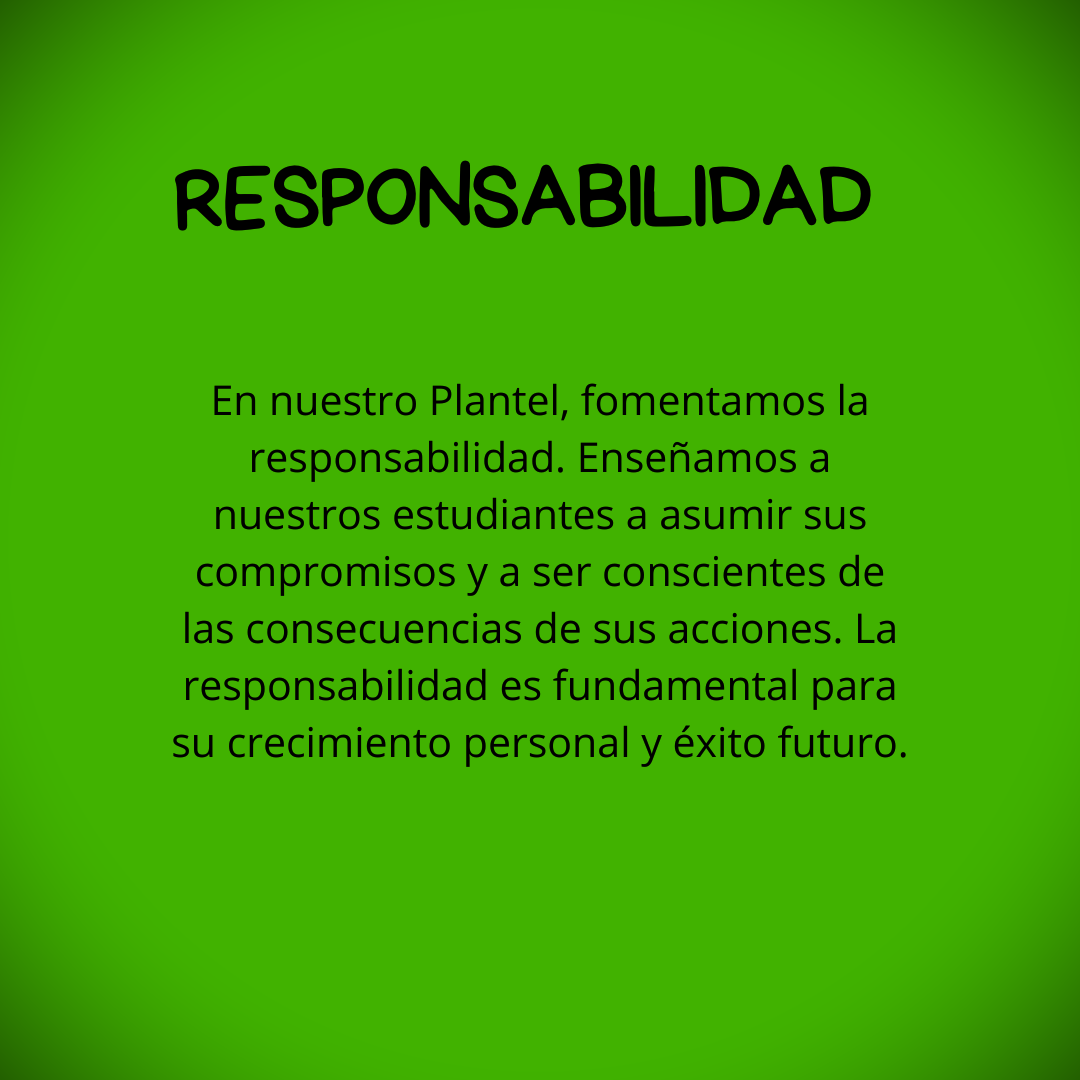 RESPONSABILIDAD
En nuestro Plantel, fomentamos la
responsabilidad. Enseñamos a
nuestros estudiantes a asumir sus
compromisos y a ser conscientes de
las consecuencias de sus acciones. La
responsabilidad es fundamental para
su crecimiento personal y éxito futuro.